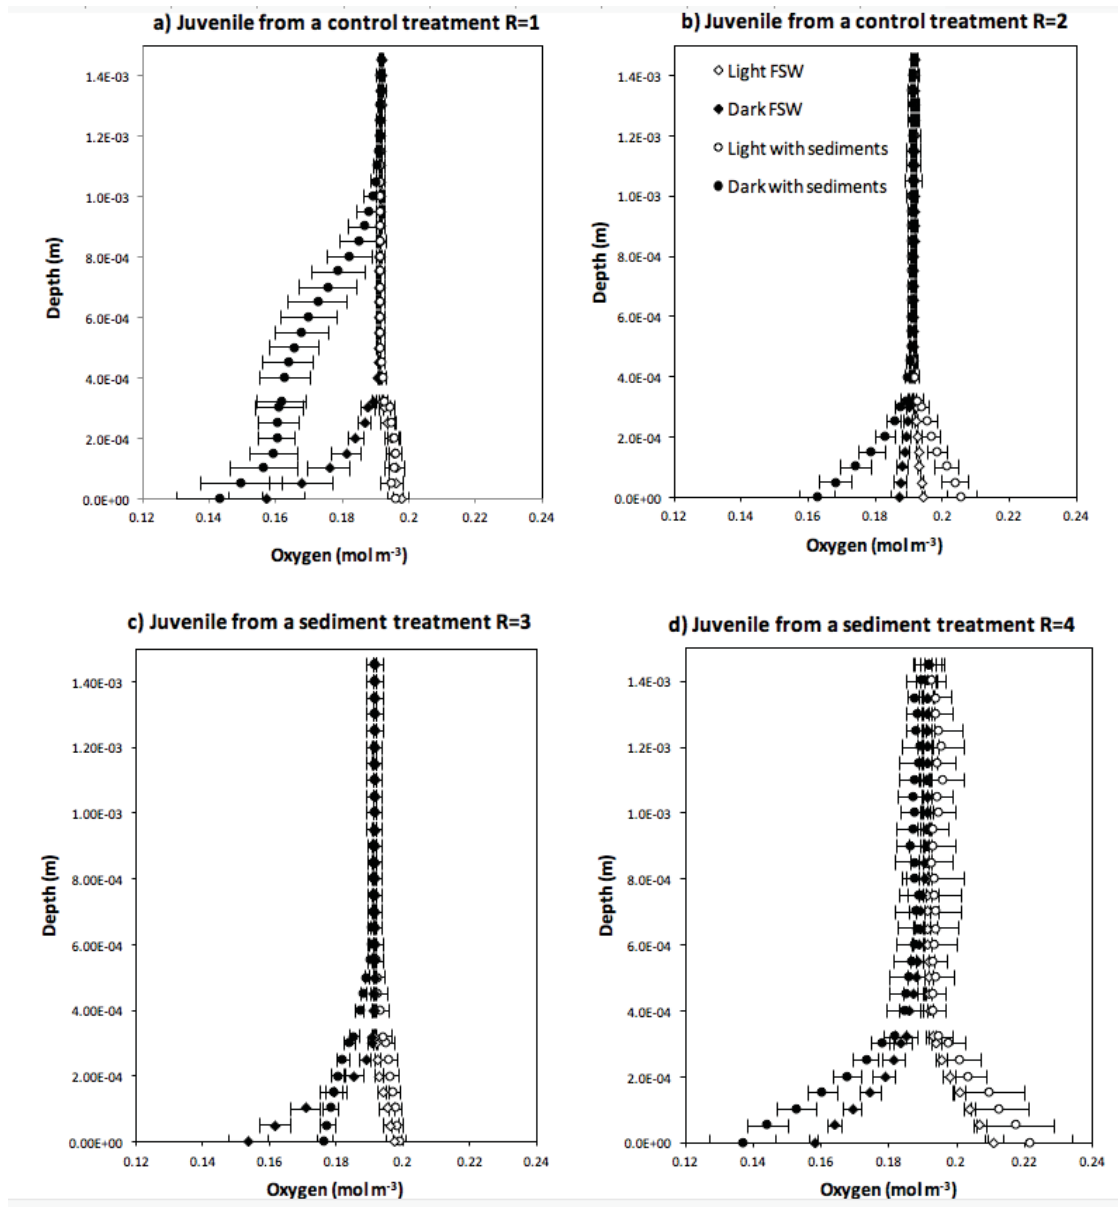 a) Juvenile from a control treatment R=1
1.4E-03
1.2E-03
1.0E-03
8.0E-04
6.0E-04
4.0E-04
2.0E-04
0.0E+00
Depth (m)
0.12 0.14 0.16 0.18 0.2 0.22 0.24
Oxygen (mol m-3)
b) Juvenile from a control treatment R=2
Light FSW
Dark FSW
Light with sediments
Dark with sediments
1.4E-03
1.2E-03
1.0E-03
8.0E-04
6.0E-04
4.0E-04
2.0E-04
0.0E+00
Depth (m)
0.12 0.14 0.16 0.18 0.2 0.22 0.24
Oxygen (mol m-3)
c) Juvenile from a sediment treatment R=3
1.40E-03
1.20E-03
1.00E-03
8.00E-04
6.00E-04
4.00E-04
2.00E-04
0.00E+00
Depth (m)
0.12 0.14 0.16 0.18 0.2 0.22 0.24
Oxygen (mol m-3)
d) Juvenile from a sediment treatment R=4
1.4E-03
1.2E-03
1.0E-03
8.0E-04
6.0E-04
4.0E-04
2.0E-04
0.0E+00
Depth (m)
0.12 0.14 0.16 0.18 0.2 0.22 0.24
Oxygen (mol m-3)